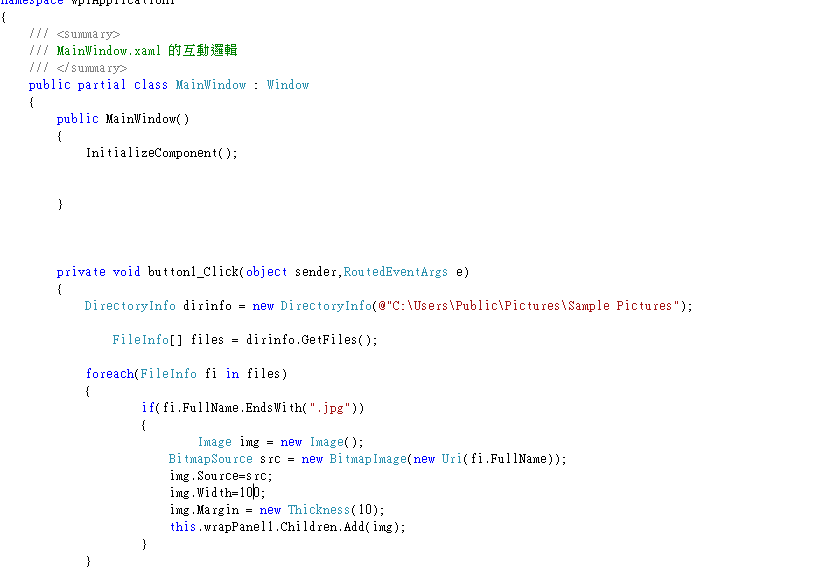 namespace WpfApplication1
{
/// <summary>
/// MainWindow.xaml 的互動邏輯
/// </summary>
public partial class MainWindow : Window
{
public MainWindow()
{
InitializeComponent();
}
private void button1_Click(object sender,RoutedEventArgs e)
{
DirectoryInfo dirinfo = new DirectoryInfo(@"C:\Users\Public\Pictures\Sample Pictures");
FileInfo[] files = dirinfo.GetFiles();
foreach(FileInfo fi in files)
{
if(fi.FullName.EndsWith(".jpg"))
{
Image img = new Image();
BitmapSource src = new BitmapImage(new Uri(fi.FullName));
img.Source=src;
img.Width=100;
img.Margin = new Thickness(10);
this.wrapPanel1.Children.Add(img);
}
}